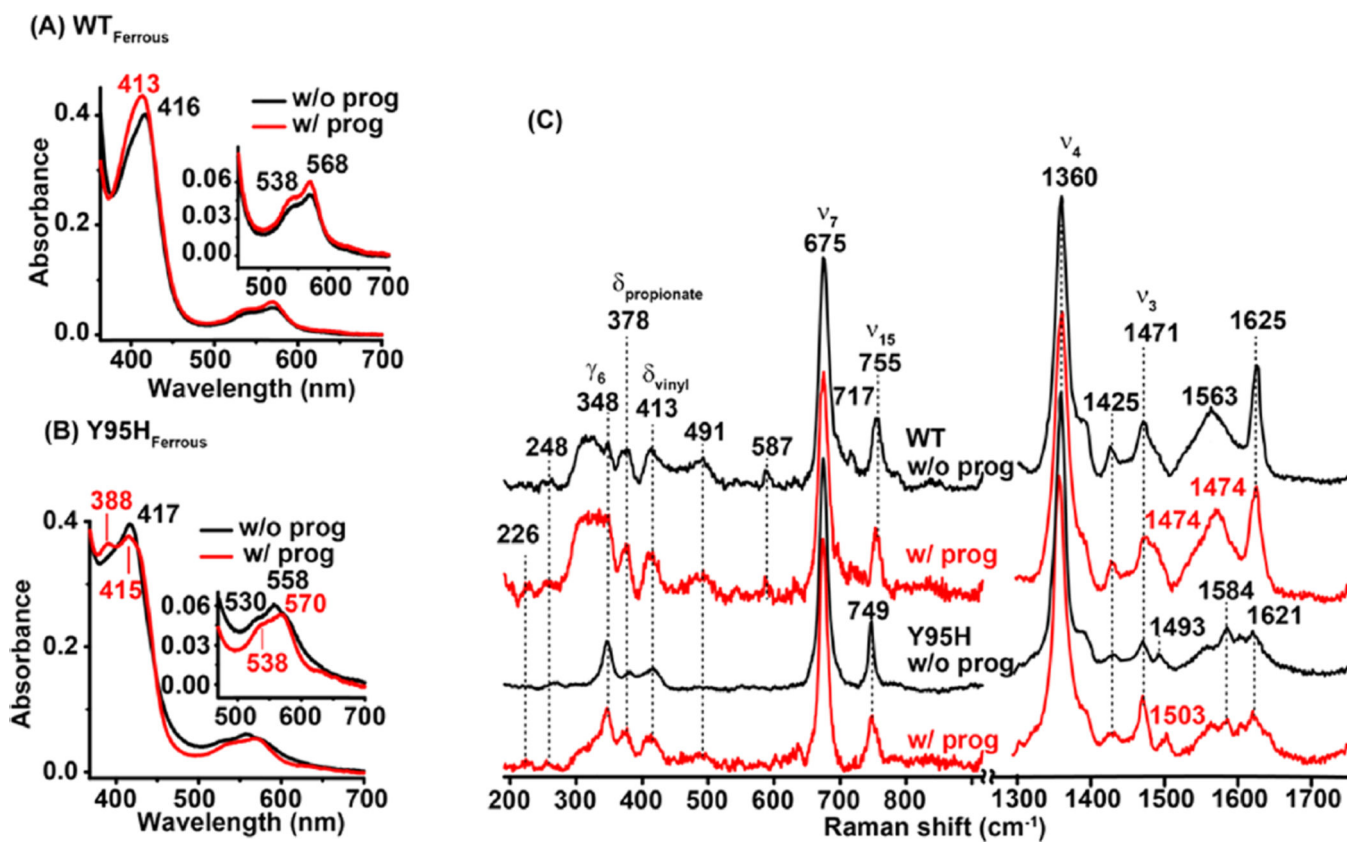 (A) WT Ferrous
413
416
w/o prog
w/ prog
0.4
0.2
0.0
Absorbance
538
568
0.06
0.03
0.00
500 600 700
400 500 600 700
Wavelength (nm)
(B) Y95H Ferrous
388
417
415
w/o prog
w/ prog
0.4
0.2
0.0
Absorbance
530
558
570
538
0.06
0.03
0.00
500 600 700
400 500 600 700
Wavelength (nm)
(C)
ν4
1360
ν7
675
δpropionate
378
ν3
1471
1625
γ6
348
δvinyl
413
ν15
755
717
248
491
587
1425
1563
WT
w/o prog
226
w/ prog
1474
1474
749
Y95H
w/o prog
1493
1584
1621
w/ prog
1503
200 300 400 500 600 700 800 1300 1400 1500 1600 1700
Raman shift (cm-1)